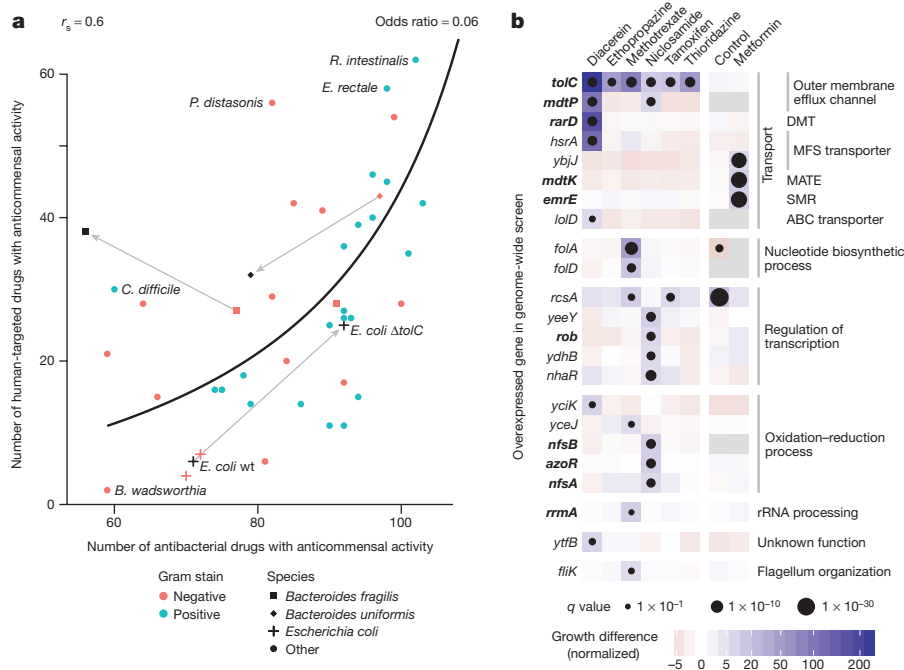 a
r_s = 0.6
Odds ratio = 0.06
Number of human-targeted drugs with anticommensal activity
60
40
20
0
R. intestinalis
E. rectale
P. distasonis
C. difficile
E. coli ΔtolC
E. coli wt
B. wadsworthia
60 80 100
Number of antibacterial drugs with anticommensal activity
Gram stain
Negative
Positive
Species
Bacteroides fragilis
Bacteroides uniformis
Escherichia coli
Other
b
Diacerein
Ethopropazine
Methotrexate
Niclosamide
Tamoxifen
Thioridazine
Control
Metformin
Overexpressed gene in genome-wide screen
tolC
mdtP
rarD
hsrA
ybjJ
mdtK
emrE
lolD
folA
folD
rcsA
yeeY
rob
ydhB
nhaR
yciK
yceJ
nfsB
azoR
nfsA
rrmA
ytfB
fliK
Transport
Outer membrane
efflux channel
DMT
MFS transporter
MATE
SMR
ABC transporter
Nucleotide biosynthetic
process
Regulation of
transcription
Oxidation–reduction
process
rRNA processing
Unknown function
Flagellum organization
q value 1 × 10⁻¹ 1 × 10⁻¹⁰ 1 × 10⁻³⁰
Growth difference
(normalized)
−5 0 5 20 50 100 200